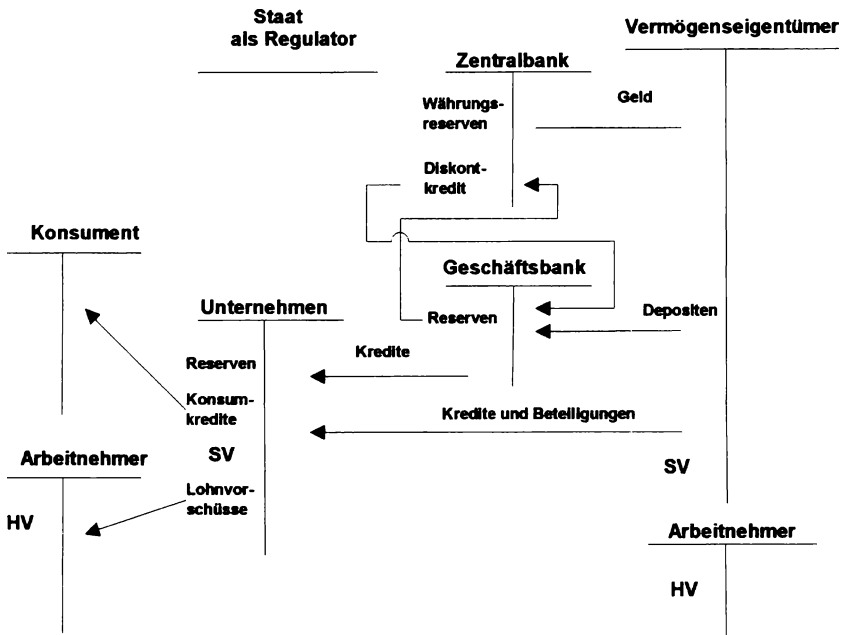 Staat
als Regulator
Vermögenseigentümer
Zentralbank
Währungs-
reserven
Geld
Diskont-
kredit
Konsument
Geschäftsbank
Unternehmen
Reserven
Depositen
Reserven
Kredite
Konsum-
kredite
Kredite und Beteiligungen
Arbeitnehmer
SV
SV
Lohnvor-
schüsse
HV
Arbeitnehmer
HV